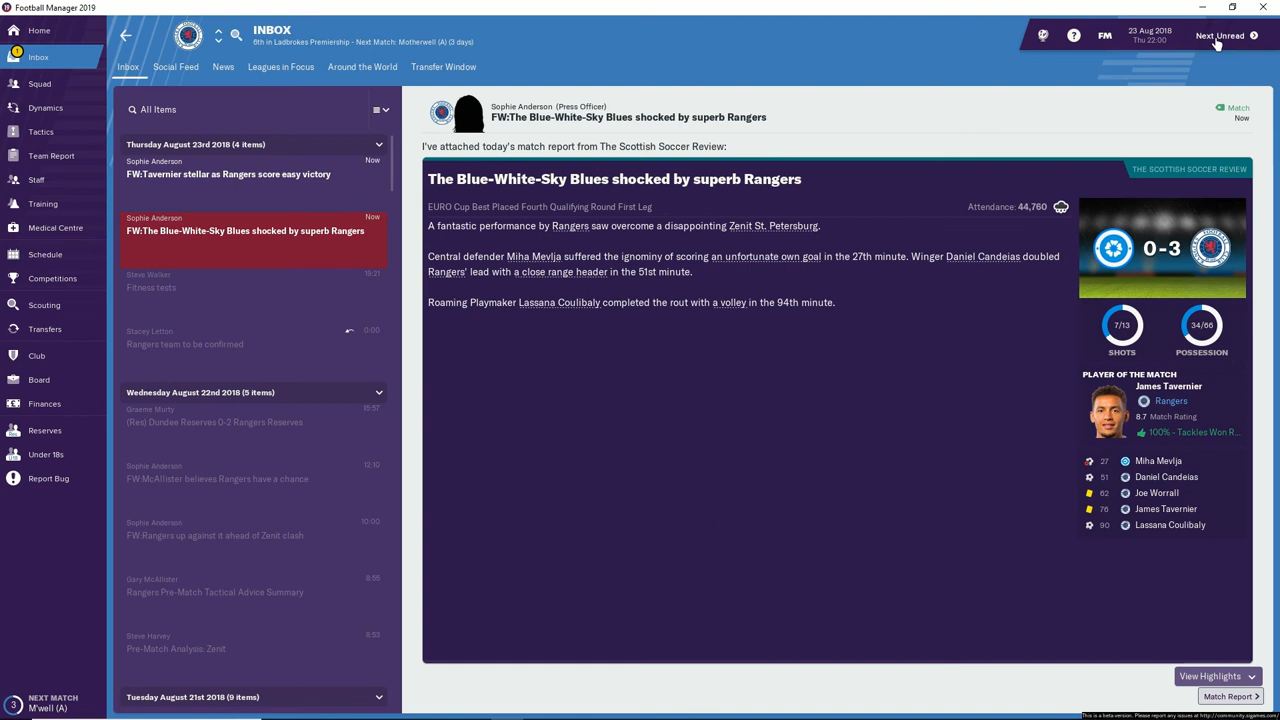 Football Manager 2019
Home
1
Inbox
Squad
Dynamics
Tactics
Team Report
Staff
Training
Medical Centre
Schedule
Competitions
Scouting
Transfers
Club
Board
Finances
Reserves
Under 18s
Report Bug
3
NEXT MATCH
M'well (A)
INBOX
6th in Ladbrokes Premiership - Next Match: Motherwell (A) (3 days)
? FM
23 Aug 2018
Thu 22:00
Next Unread
Inbox Social Feed News Leagues in Focus Around the World Transfer Window
All Items
Thursday August 23rd 2018 (4 items)
Sophie Anderson Now
FW:Tavernier stellar as Rangers score easy victory
Sophie Anderson Now
FW:The Blue-White-Sky Blues shocked by superb Rangers
Steve Walker 19:21
Fitness tests
Stacey Letton 0:00
Rangers team to be confirmed
Wednesday August 22nd 2018 (5 items)
Graeme Murty 15:57
(Res) Dundee Reserves 0-2 Rangers Reserves
Sophie Anderson 12:10
FW:McAllister believes Rangers have a chance
Sophie Anderson 10:00
FW:Rangers up against it ahead of Zenit clash
Gary McAllister 8:55
Rangers Pre-Match Tactical Advice Summary
Steve Harvey 8:53
Pre-Match Analysis: Zenit
Tuesday August 21st 2018 (9 items)
Sophie Anderson (Press Officer)
FW:The Blue-White-Sky Blues shocked by superb Rangers
Match
Now
I've attached today's match report from The Scottish Soccer Review:
THE SCOTTISH SOCCER REVIEW
The Blue-White-Sky Blues shocked by superb Rangers
EURO Cup Best Placed Fourth Qualifying Round First Leg Attendance: 44,760
A fantastic performance by Rangers saw overcome a disappointing Zenit St. Petersburg.
Central defender Miha Mevlja suffered the ignominy of scoring an unfortunate own goal in the 27th minute. Winger Daniel Candeias doubled
Rangers' lead with a close range header in the 51st minute.
Roaming Playmaker Lassana Coulibaly completed the rout with a volley in the 94th minute.
0-3
7/13 34/66
SHOTS POSSESSION
PLAYER OF THE MATCH
James Tavernier
Rangers
8.7 Match Rating
100% - Tackles Won R...
27 Miha Mevlja
51 Daniel Candeias
62 Joe Worrall
76 James Tavernier
90 Lassana Coulibaly
View Highlights
Match Report
This is a beta version. Please report any issues at http://community.sigames.com/